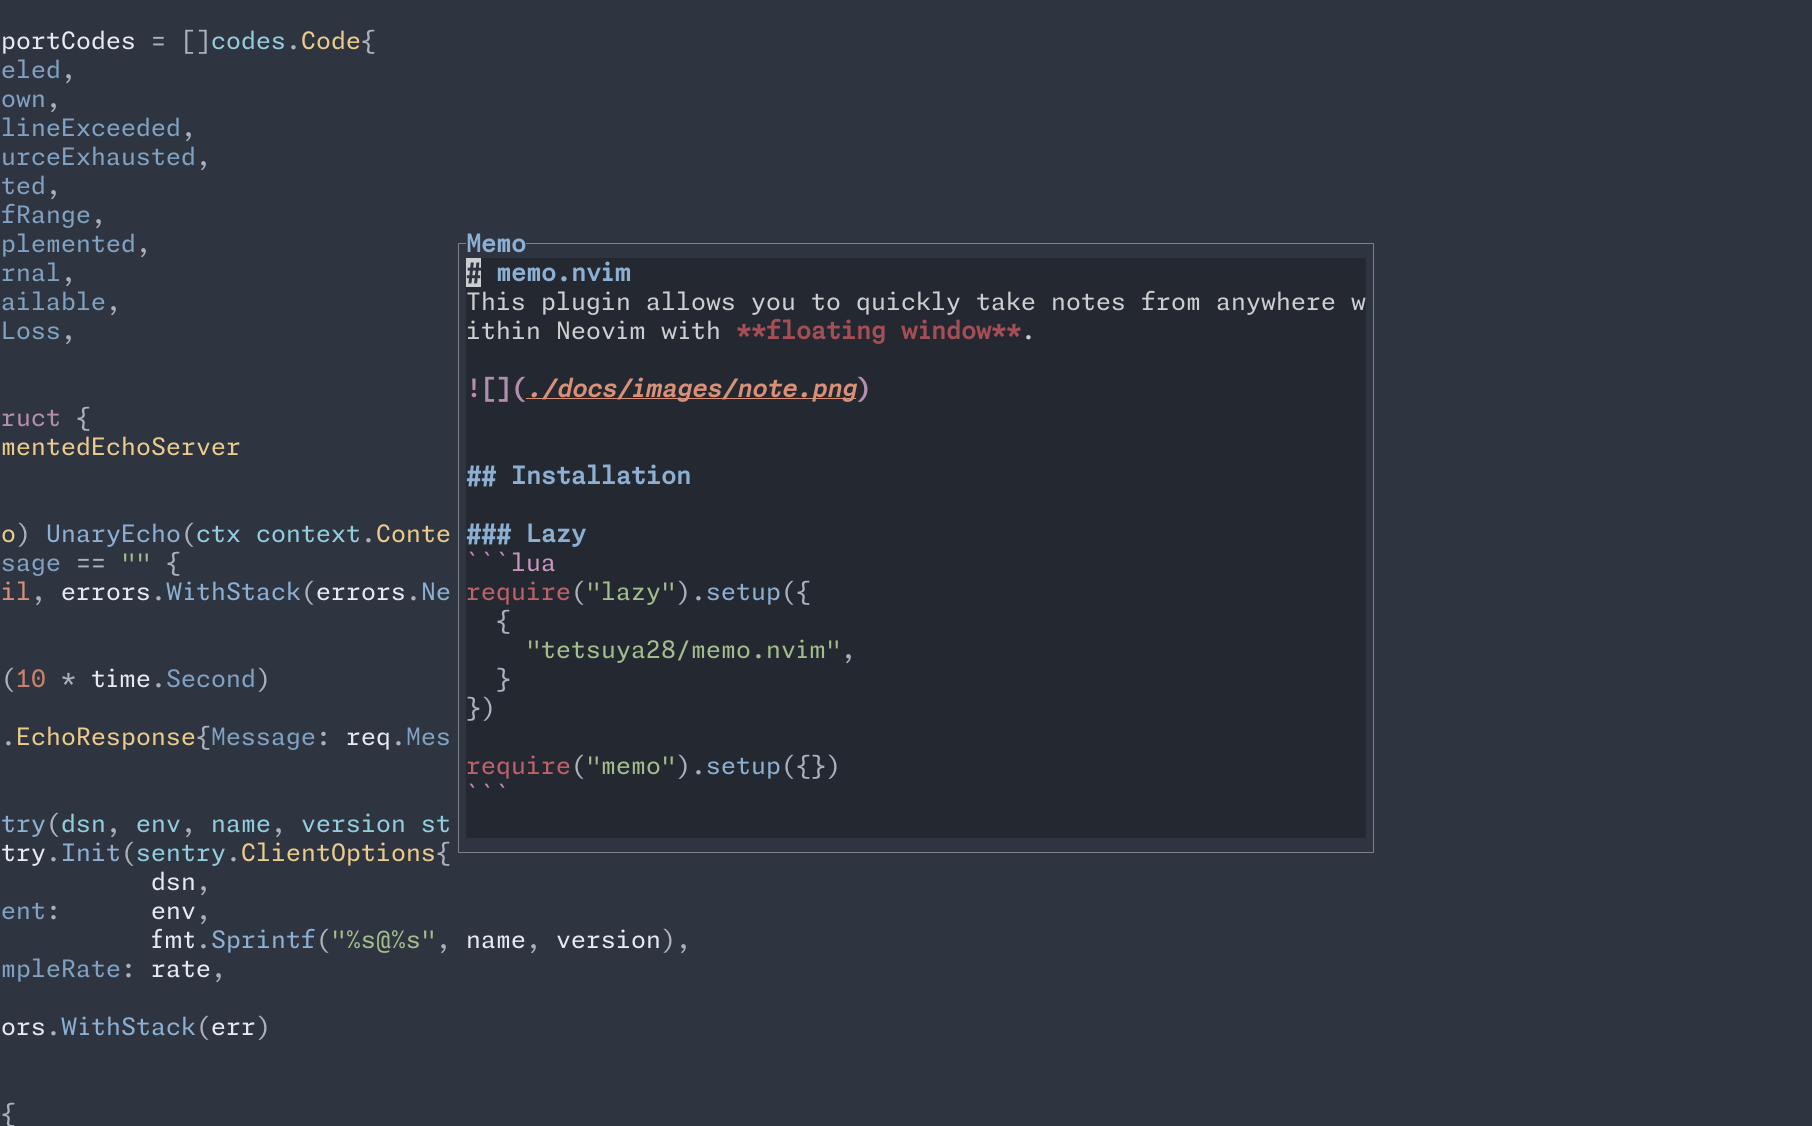 portCodes = []codes.Code{
eled,
own,
lineExceeded,
urceExhausted,
ted,
fRange,
plemented,
rnal,
ailable,
Loss,
ruct {
mentedEchoServer
o) UnaryEcho(ctx context.Conte
sage == "" {
il, errors.WithStack(errors.Ne
(10 * time.Second)
.EchoResponse{Message: req.Mes
try(dsn, env, name, version st
try.Init(sentry.ClientOptions{
dsn,
ent:      env,
fmt.Sprintf("%s@%s", name, version),
mpleRate: rate,
ors.WithStack(err)
{
Memo
# memo.nvim
This plugin allows you to quickly take notes from anywhere w
ithin Neovim with **floating window**.
![](./docs/images/note.png)
## Installation
### Lazy
```lua
require("lazy").setup({
  {
    "tetsuya28/memo.nvim",
  }
})
require("memo").setup({})
```